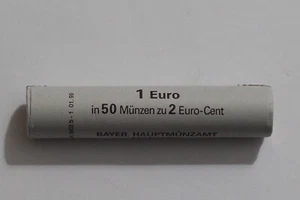 1 Euro
in 50 Münzen zu 2 Euro-Cent
BAYER. HAUPTMÜNZAMT